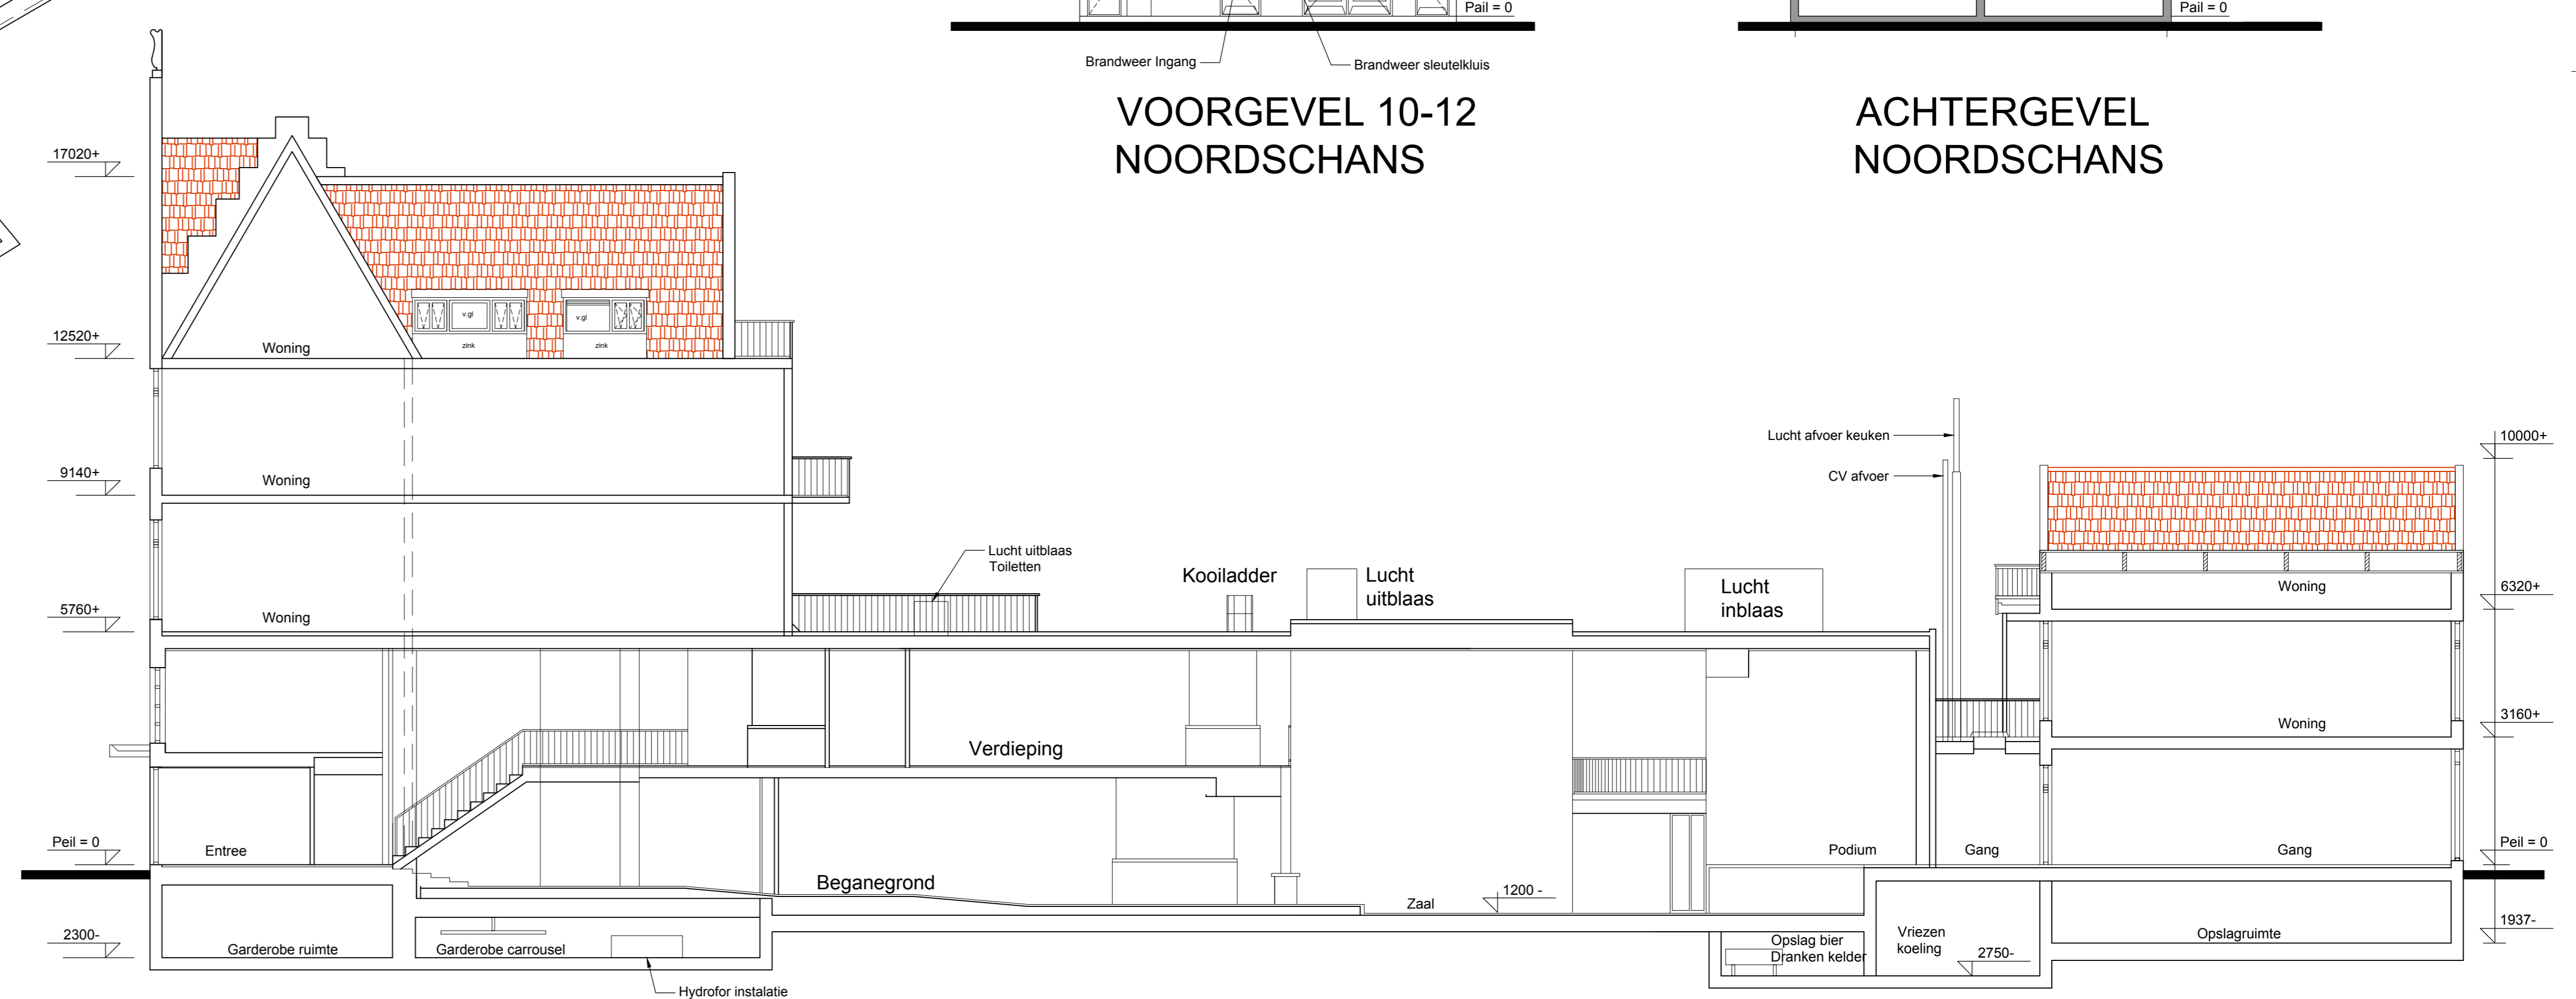 Pail = 0
Pail = 0
Brandweer Ingang
Brandweer sleutelkluis
VOORGEVEL 10-12
NOORDSCHANS
ACHTERGEVEL
NOORDSCHANS
17020+
12520+
9140+
5760+
Peil = 0
2300-
v.gl
v.gl
zink
zink
Woning
Woning
Woning
Lucht uitblaas
Toiletten
Kooiladder
Lucht
uitblaas
Lucht
inblaas
Lucht afvoer keuken
CV afvoer
10000+
6320+
3160+
Peil = 0
1937-
Woning
Woning
Verdieping
Entree
Beganegrond
Zaal
1200 -
Podium
Gang
Gang
Garderobe ruimte
Garderobe carrousel
Hydrofor instalatie
Opslag bier
Dranken kelder
Vriezen
koeling
2750-
Opslagruimte